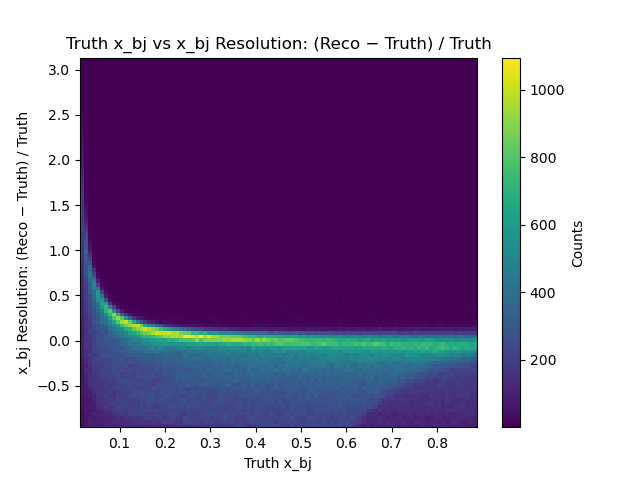 Truth x_bj vs x_bj Resolution: (Reco − Truth) / Truth
x_bj Resolution: (Reco − Truth) / Truth
3.0
2.5
2.0
1.5
1.0
0.5
0.0
−0.5
0.1 0.2 0.3 0.4 0.5 0.6 0.7 0.8
Truth x_bj
1000
800
600
400
200
Counts